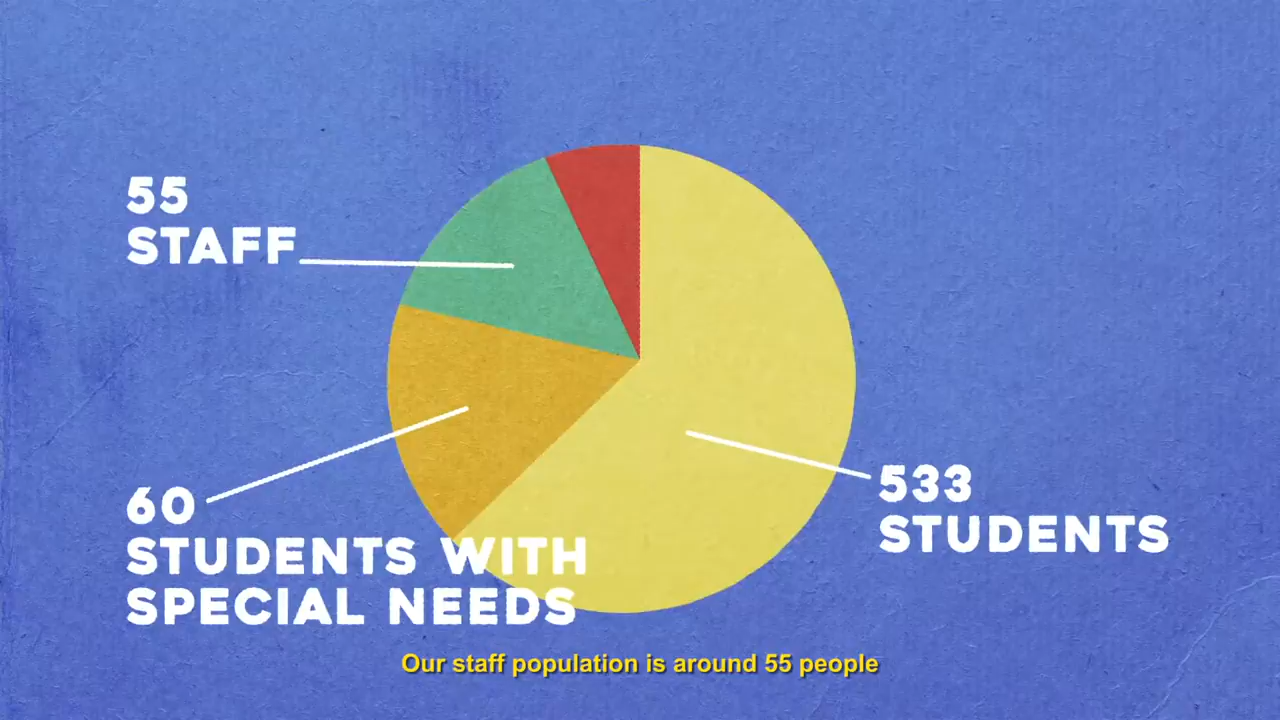 55
STAFF
60
STUDENTS WITH
SPECIAL NEEDS
533
STUDENTS
Our staff population is around 55 people